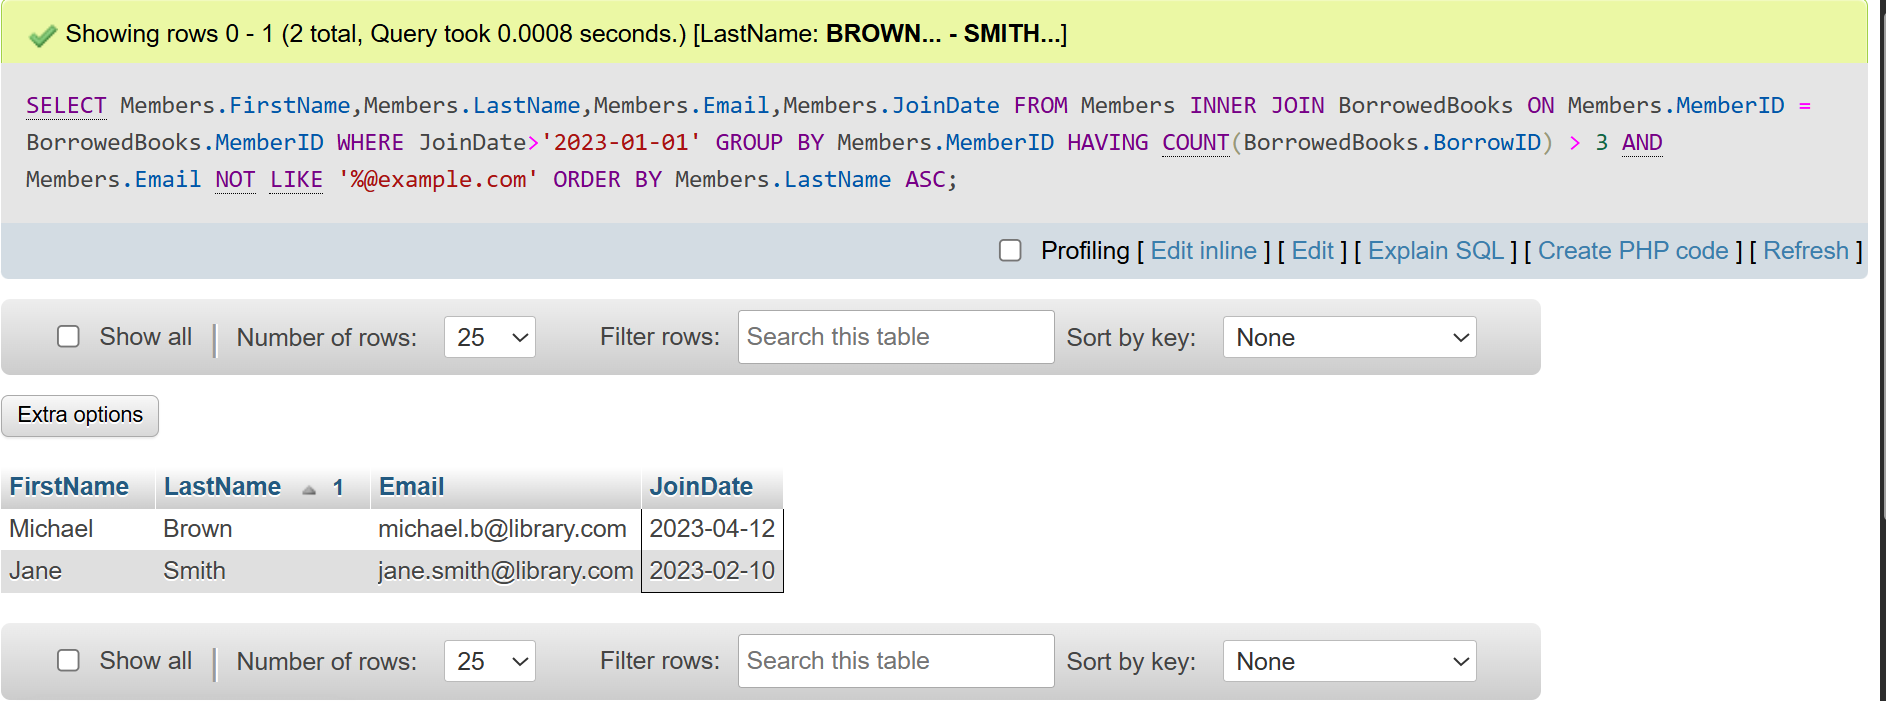 Showing rows 0 - 1 (2 total, Query took 0.0008 seconds.) [LastName: BROWN... - SMITH...]
SELECT Members.FirstName,Members.LastName,Members.Email,Members.JoinDate FROM Members INNER JOIN BorrowedBooks ON Members.MemberID =
BorrowedBooks.MemberID WHERE JoinDate>'2023-01-01' GROUP BY Members.MemberID HAVING COUNT(BorrowedBooks.BorrowID) > 3 AND
Members.Email NOT LIKE '%@example.com' ORDER BY Members.LastName ASC;
Profiling [ Edit inline ] [ Edit ] [ Explain SQL ] [ Create PHP code ] [ Refresh ]
Show all Number of rows: 25 Filter rows: Search this table Sort by key: None
Extra options
FirstName LastName 1 Email JoinDate
Michael Brown michael.b@library.com 2023-04-12
Jane Smith jane.smith@library.com 2023-02-10
Show all Number of rows: 25 Filter rows: Search this table Sort by key: None